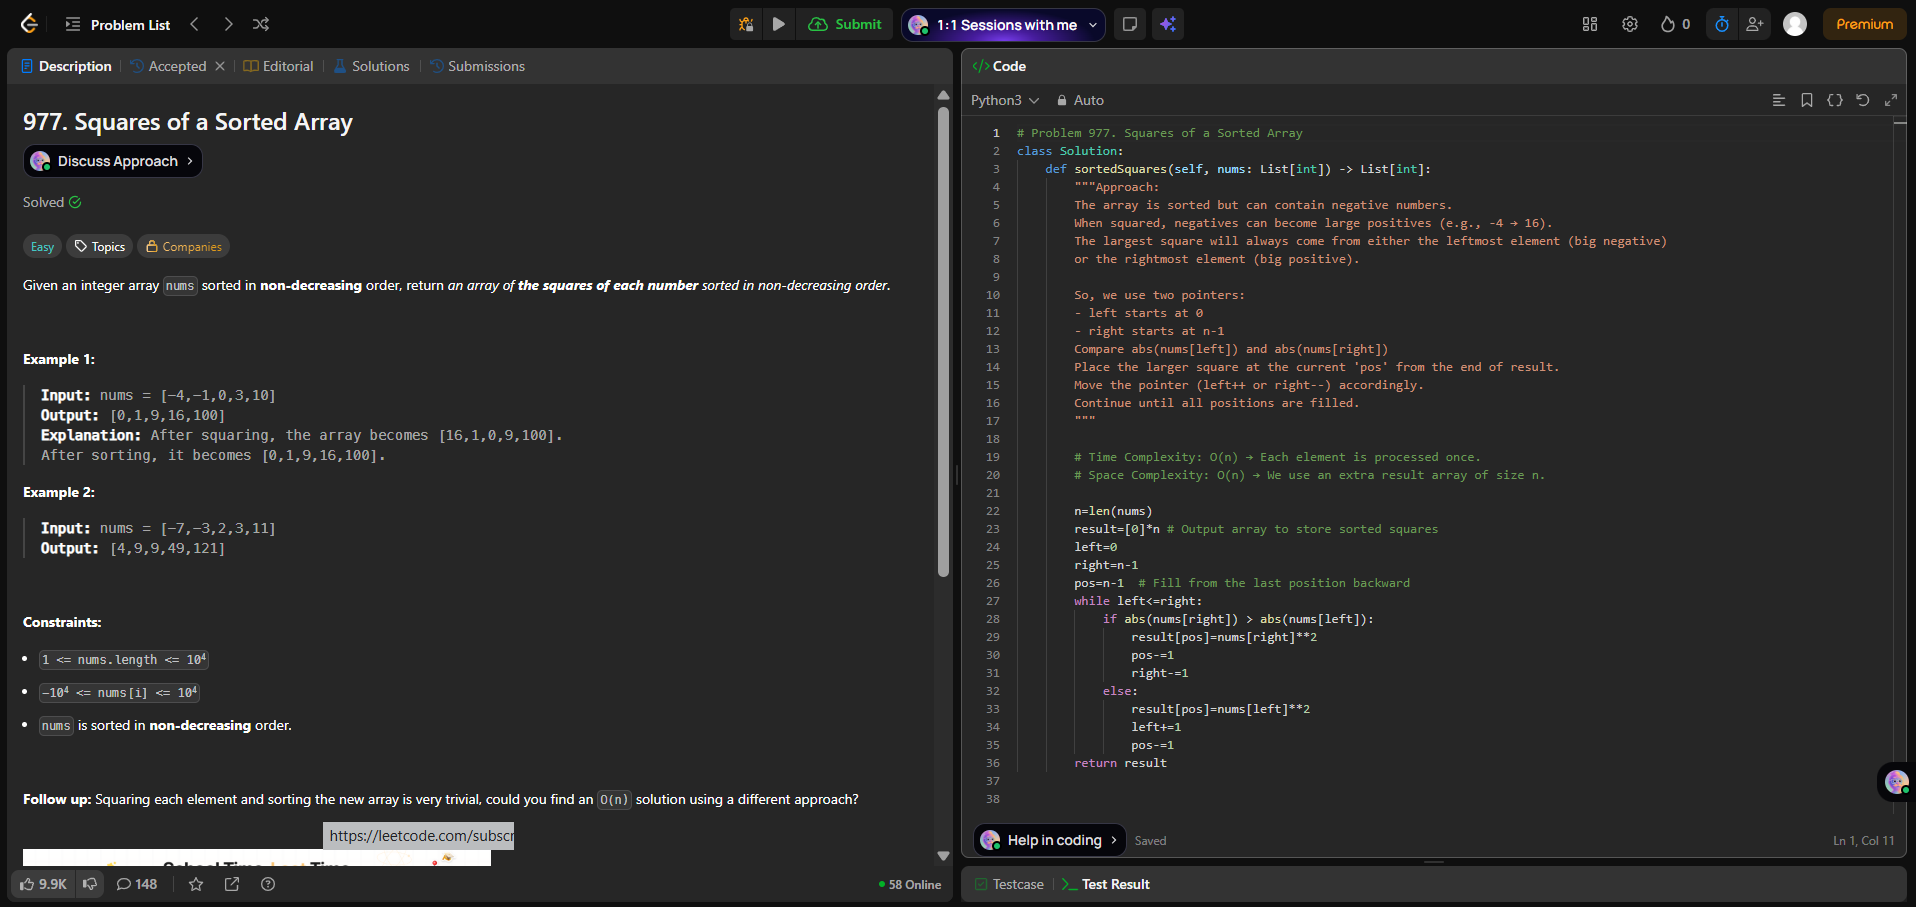 Problem List
Submit
1:1 Sessions with me
0
Premium
Description
Accepted
Editorial
Solutions
Submissions
977. Squares of a Sorted Array
Discuss Approach
Solved
Easy
Topics
Companies
Given an integer array nums sorted in non-decreasing order, return an array of the squares of each number sorted in non-decreasing order.
Example 1:
Input: nums = [-4,-1,0,3,10]
Output: [0,1,9,16,100]
Explanation: After squaring, the array becomes [16,1,0,9,100].
After sorting, it becomes [0,1,9,16,100].
Example 2:
Input: nums = [-7,-3,2,3,11]
Output: [4,9,9,49,121]
Constraints:
• 1 <= nums.length <= 10⁴
• -10⁴ <= nums[i] <= 10⁴
• nums is sorted in non-decreasing order.
Follow up: Squaring each element and sorting the new array is very trivial, could you find an O(n) solution using a different approach?
https://leetcode.com/subscr
9.9K
148
58 Online
</> Code
Python3
Auto
1 # Problem 977. Squares of a Sorted Array
2 class Solution:
3     def sortedSquares(self, nums: List[int]) -> List[int]:
4         """Approach:
5         The array is sorted but can contain negative numbers.
6         When squared, negatives can become large positives (e.g., -4 → 16).
7         The largest square will always come from either the leftmost element (big negative)
8         or the rightmost element (big positive).
9
10         So, we use two pointers:
11         - left starts at 0
12         - right starts at n-1
13         Compare abs(nums[left]) and abs(nums[right])
14         Place the larger square at the current 'pos' from the end of result.
15         Move the pointer (left++ or right--) accordingly.
16         Continue until all positions are filled.
17         """
18
19         # Time Complexity: O(n) → Each element is processed once.
20         # Space Complexity: O(n) → We use an extra result array of size n.
21
22         n=len(nums)
23         result=[0]*n # Output array to store sorted squares
24         left=0
25         right=n-1
26         pos=n-1  # Fill from the last position backward
27         while left<=right:
28             if abs(nums[right]) > abs(nums[left]):
29                 result[pos]=nums[right]**2
30                 pos-=1
31                 right-=1
32             else:
33                 result[pos]=nums[left]**2
34                 left+=1
35                 pos-=1
36         return result
37
38
Help in coding
Saved
Ln 1, Col 11
Testcase
Test Result